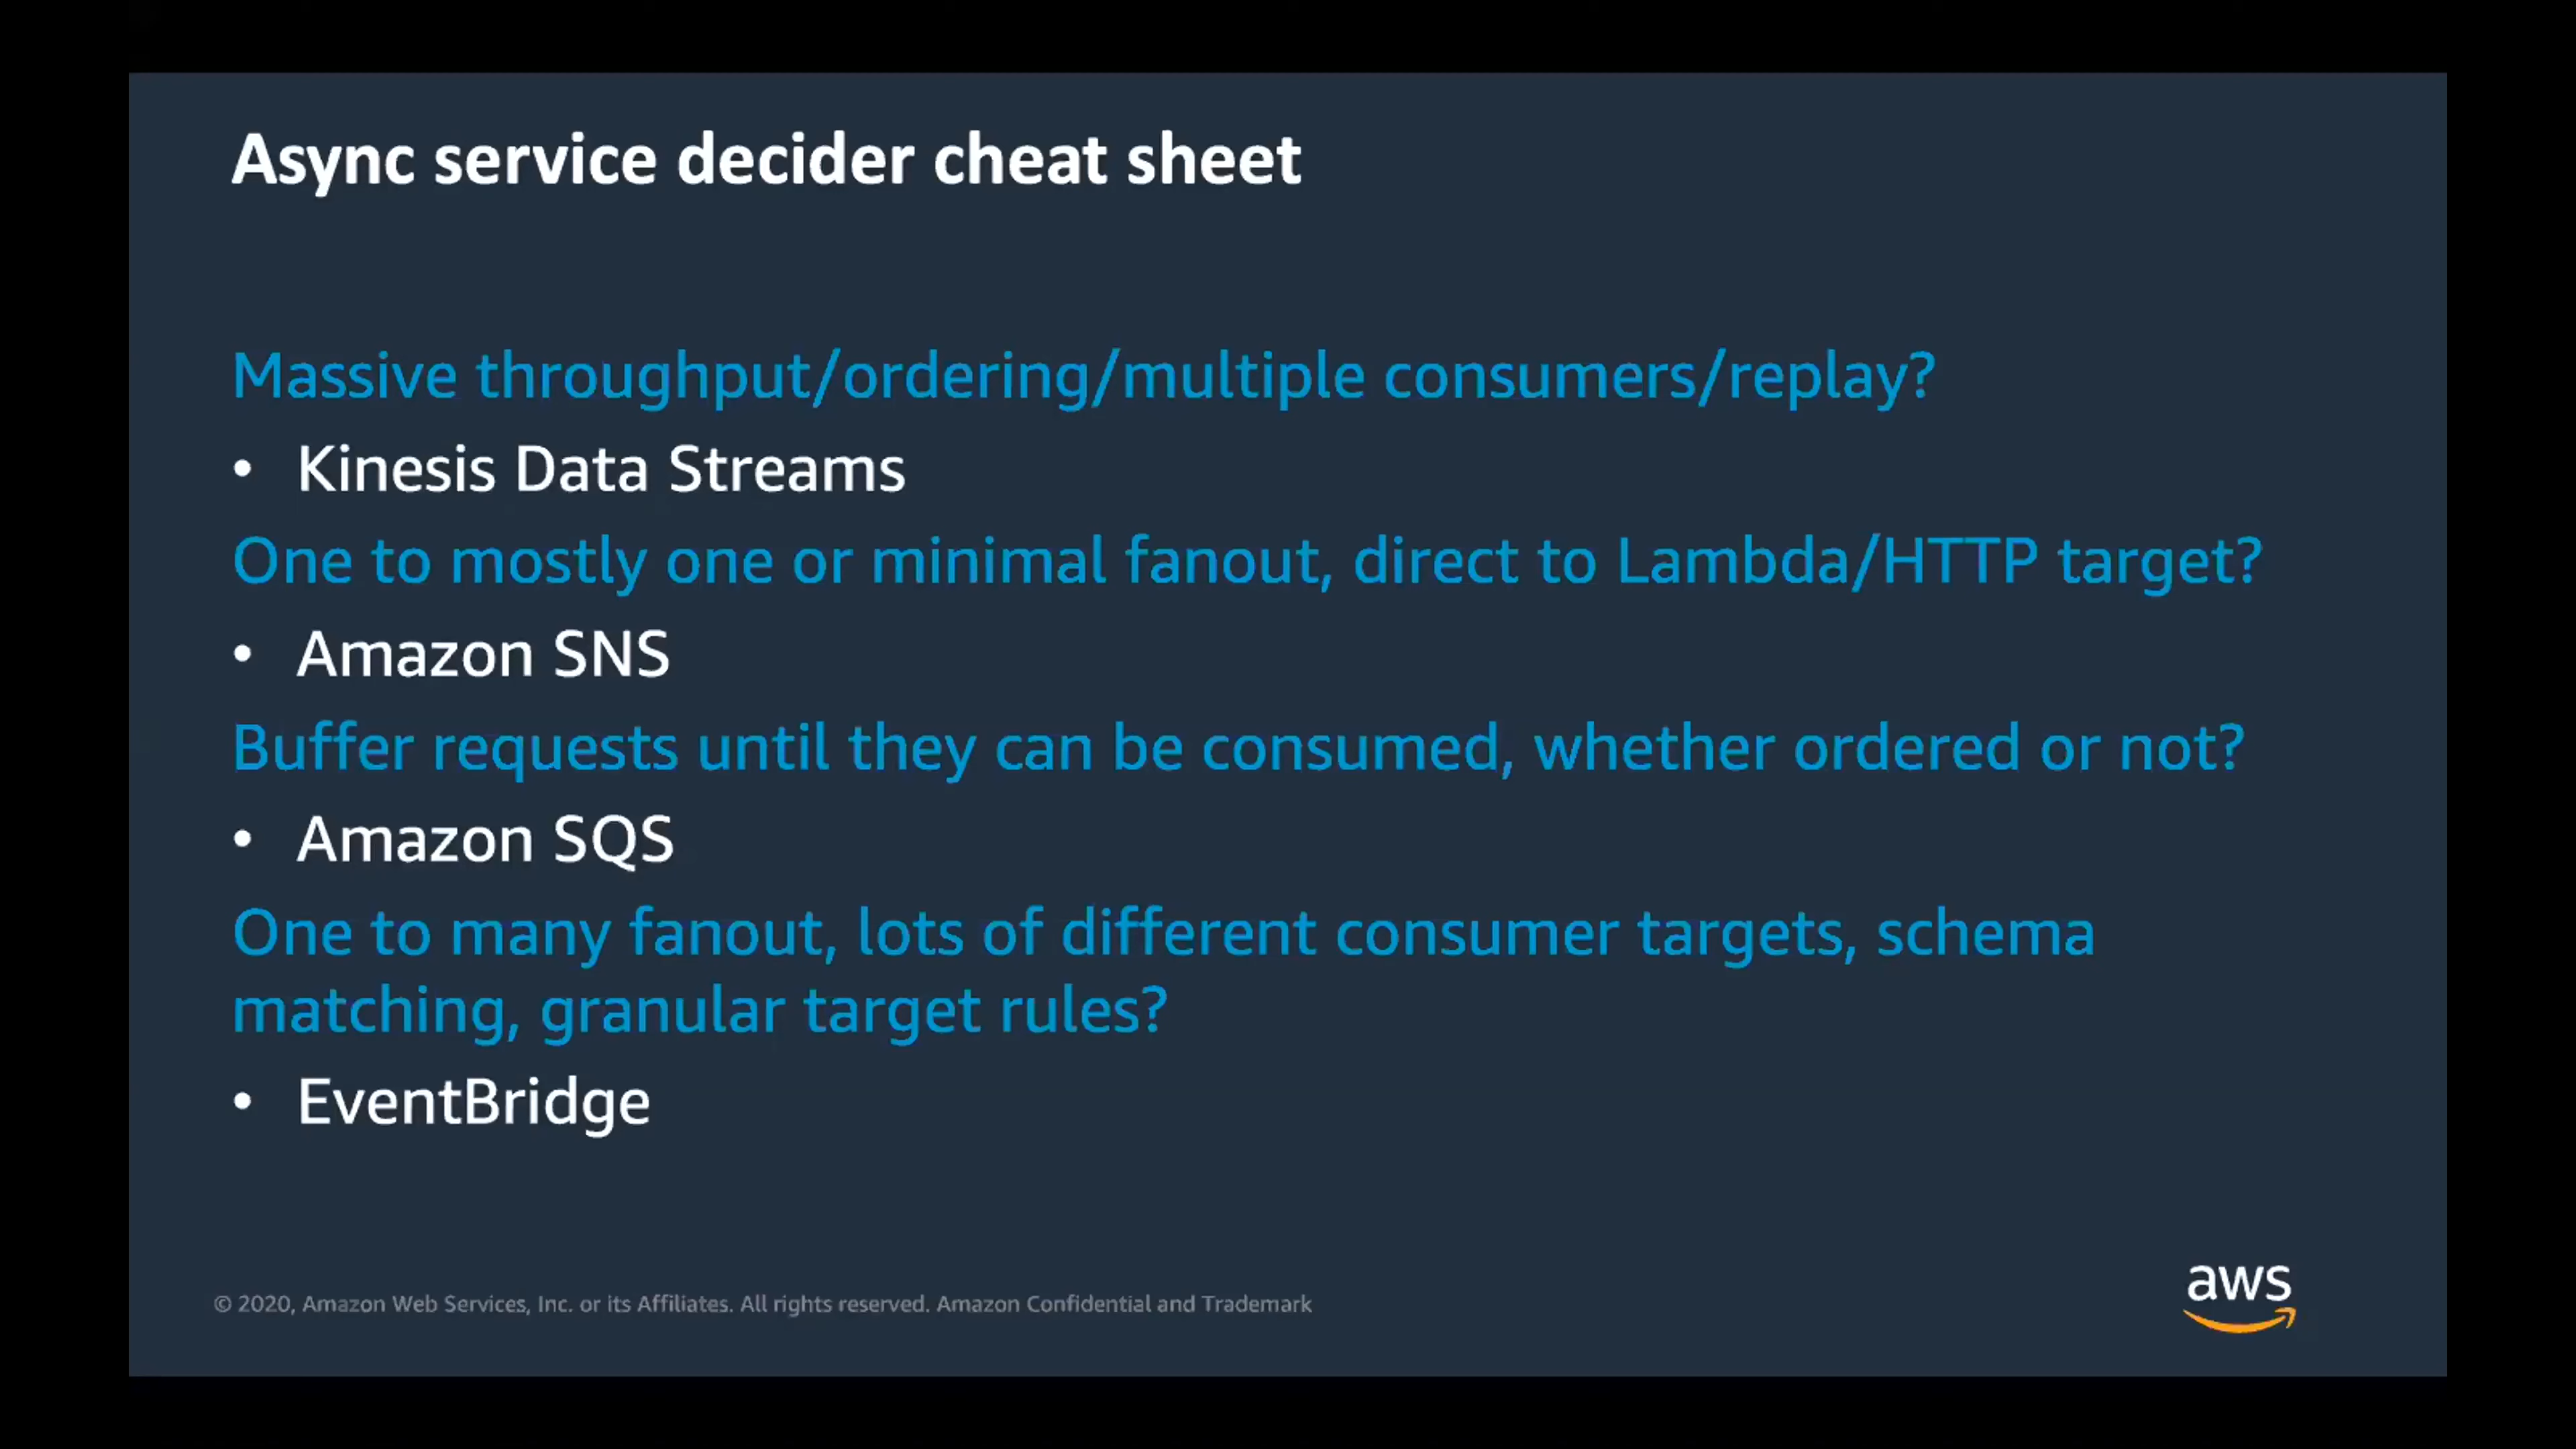 Async service decider cheat sheet
Massive throughput/ordering/multiple consumers/replay?
• Kinesis Data Streams
One to mostly one or minimal fanout, direct to Lambda/HTTP target?
• Amazon SNS
Buffer requests until they can be consumed, whether ordered or not?
• Amazon SQS
One to many fanout, lots of different consumer targets, schema
matching, granular target rules?
• EventBridge
© 2020, Amazon Web Services, Inc. or its Affiliates. All rights reserved. Amazon Confidential and Trademark
aws